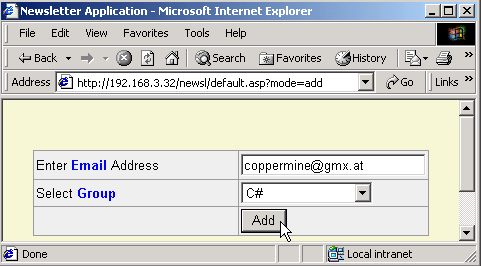 Newsletter Application - Microsoft Internet Explorer
File Edit View Favorites Tools Help
Back Search Favorites History »
Address http://192.168.3.32/newsl/default.asp?mode=add Go Links »
Enter Email Address coppermine@gmx.at
Select Group C#
Add
Done Local intranet